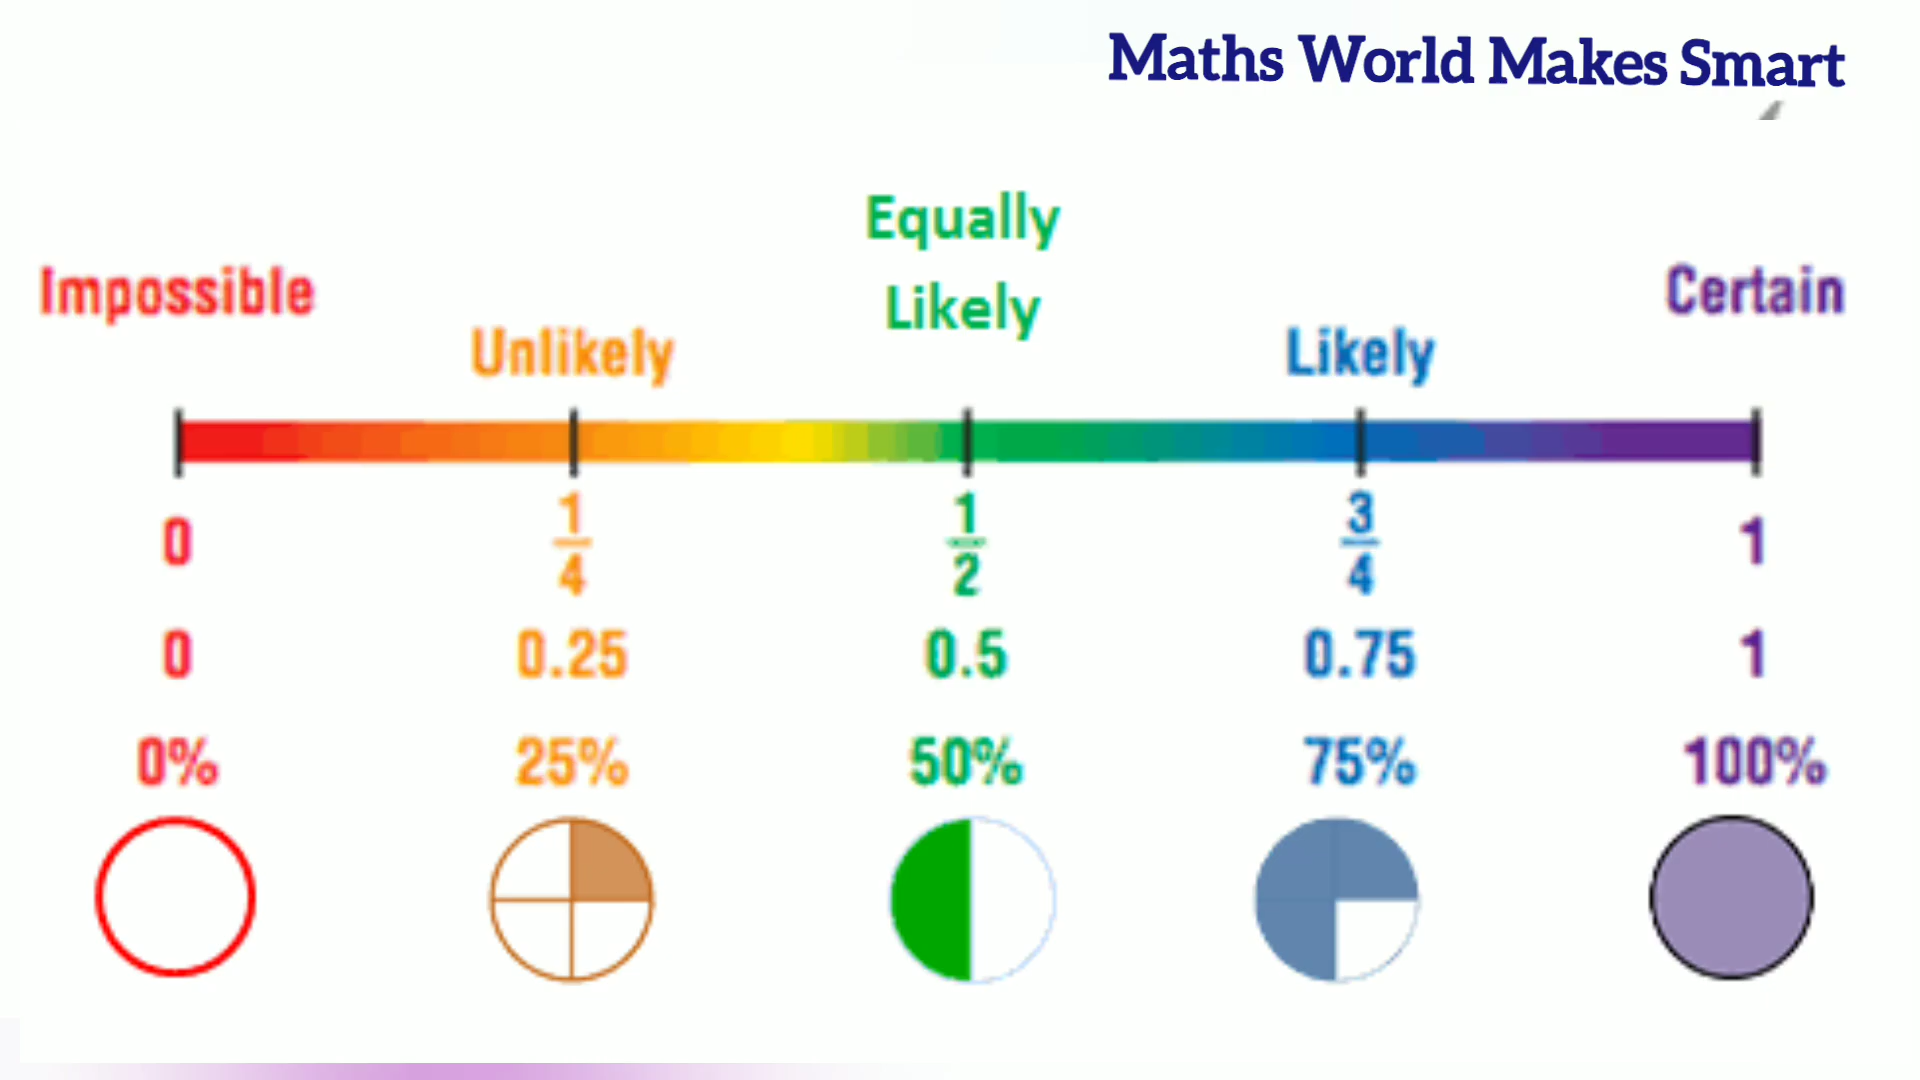 Maths World Makes Smart
Equally
Likely
Impossible
Certain
Unlikely
Likely
0 1/4 1/2 3/4 1
0 0.25 0.5 0.75 1
0% 25% 50% 75% 100%